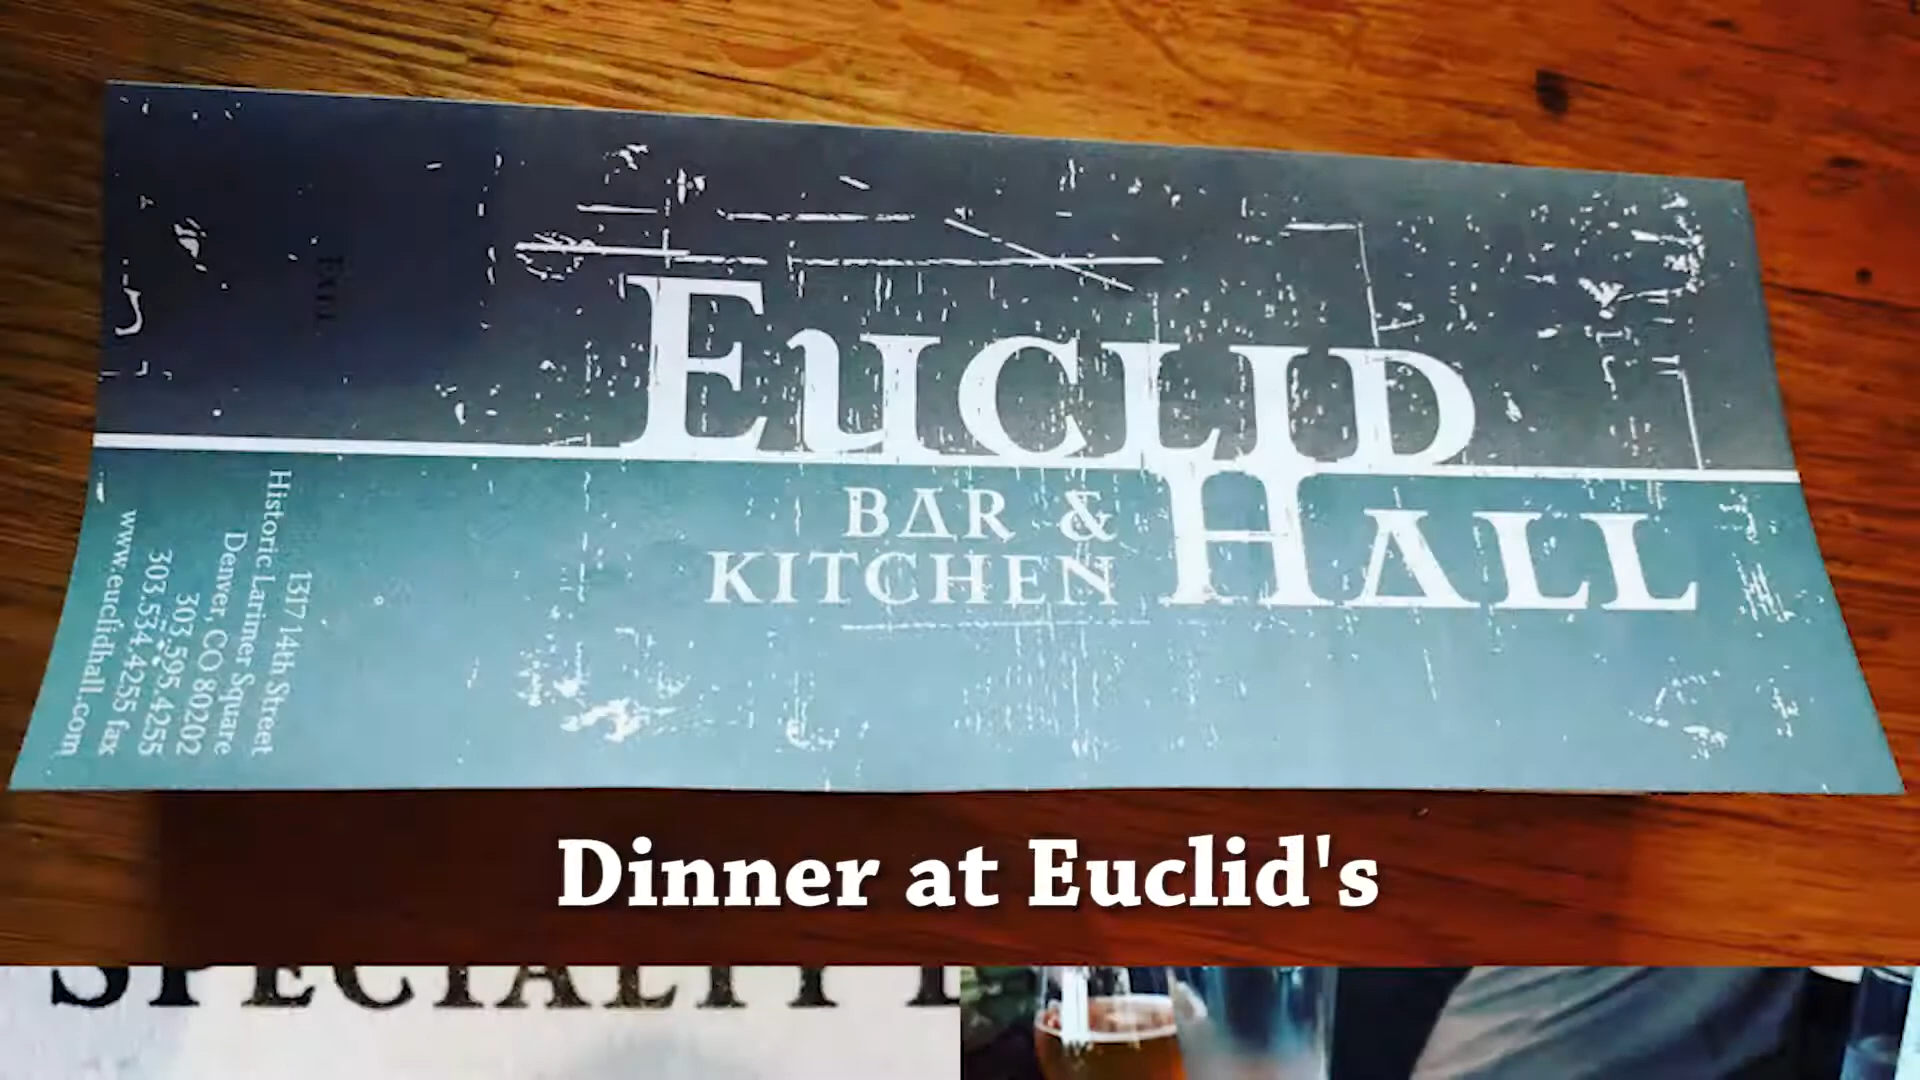 EUCLID
BAR &
KITCHEN
HALL
1317 14th Street
Historic Larimer Square
Denver, CO 80202
303.595.4255
303.534.4255 fax
www.euclidhall.com
Dinner at Euclid's
SPECIALTY